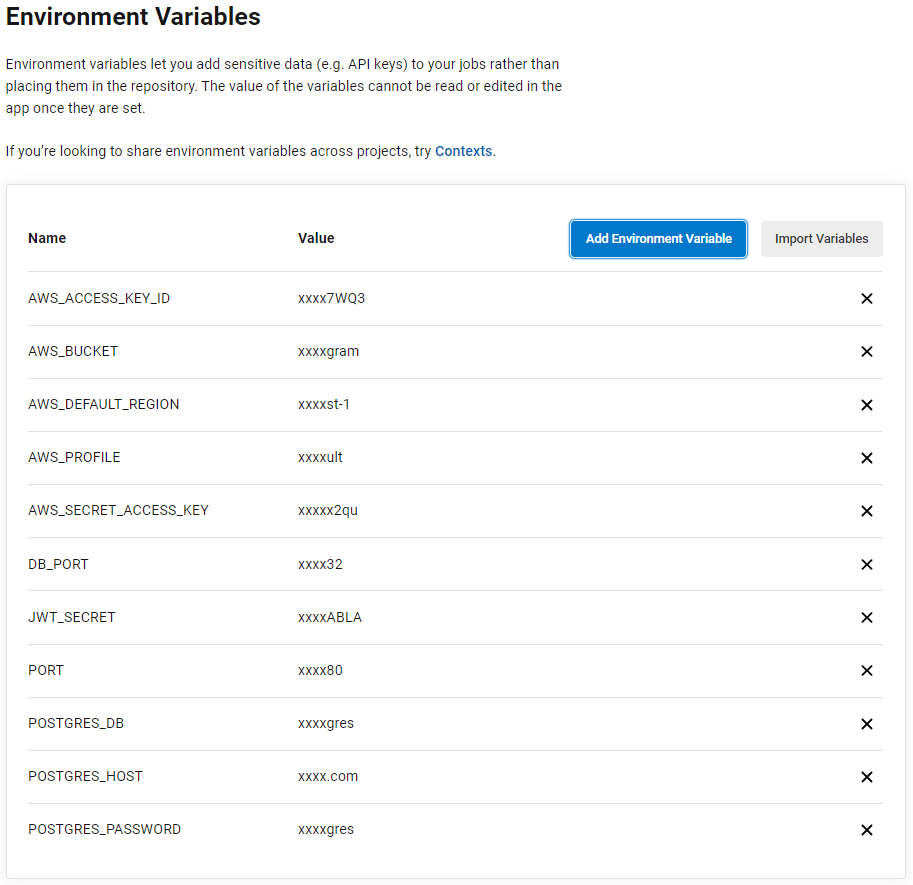 Environment Variables
Environment variables let you add sensitive data (e.g. API keys) to your jobs rather than
placing them in the repository. The value of the variables cannot be read or edited in the
app once they are set.
If you're looking to share environment variables across projects, try Contexts.
Name Value Add Environment Variable Import Variables
AWS_ACCESS_KEY_ID xxxx7WQ3
AWS_BUCKET xxxxgram
AWS_DEFAULT_REGION xxxxst-1
AWS_PROFILE xxxxult
AWS_SECRET_ACCESS_KEY xxxxx2qu
DB_PORT xxxx32
JWT_SECRET xxxxABLA
PORT xxxx80
POSTGRES_DB xxxxgres
POSTGRES_HOST xxxx.com
POSTGRES_PASSWORD xxxxgres